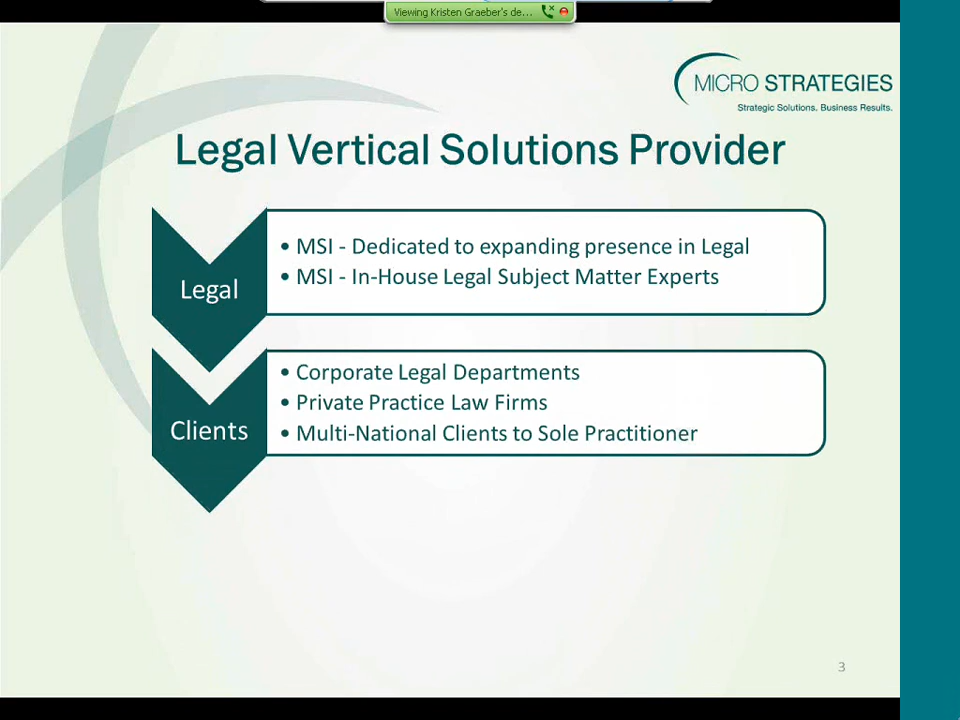 Viewing Kristen Graeber's de...
MICRO STRATEGIES
Strategic Solutions. Business Results.
Legal Vertical Solutions Provider
Legal
• MSI - Dedicated to expanding presence in Legal
• MSI - In-House Legal Subject Matter Experts
Clients
• Corporate Legal Departments
• Private Practice Law Firms
• Multi-National Clients to Sole Practitioner
3